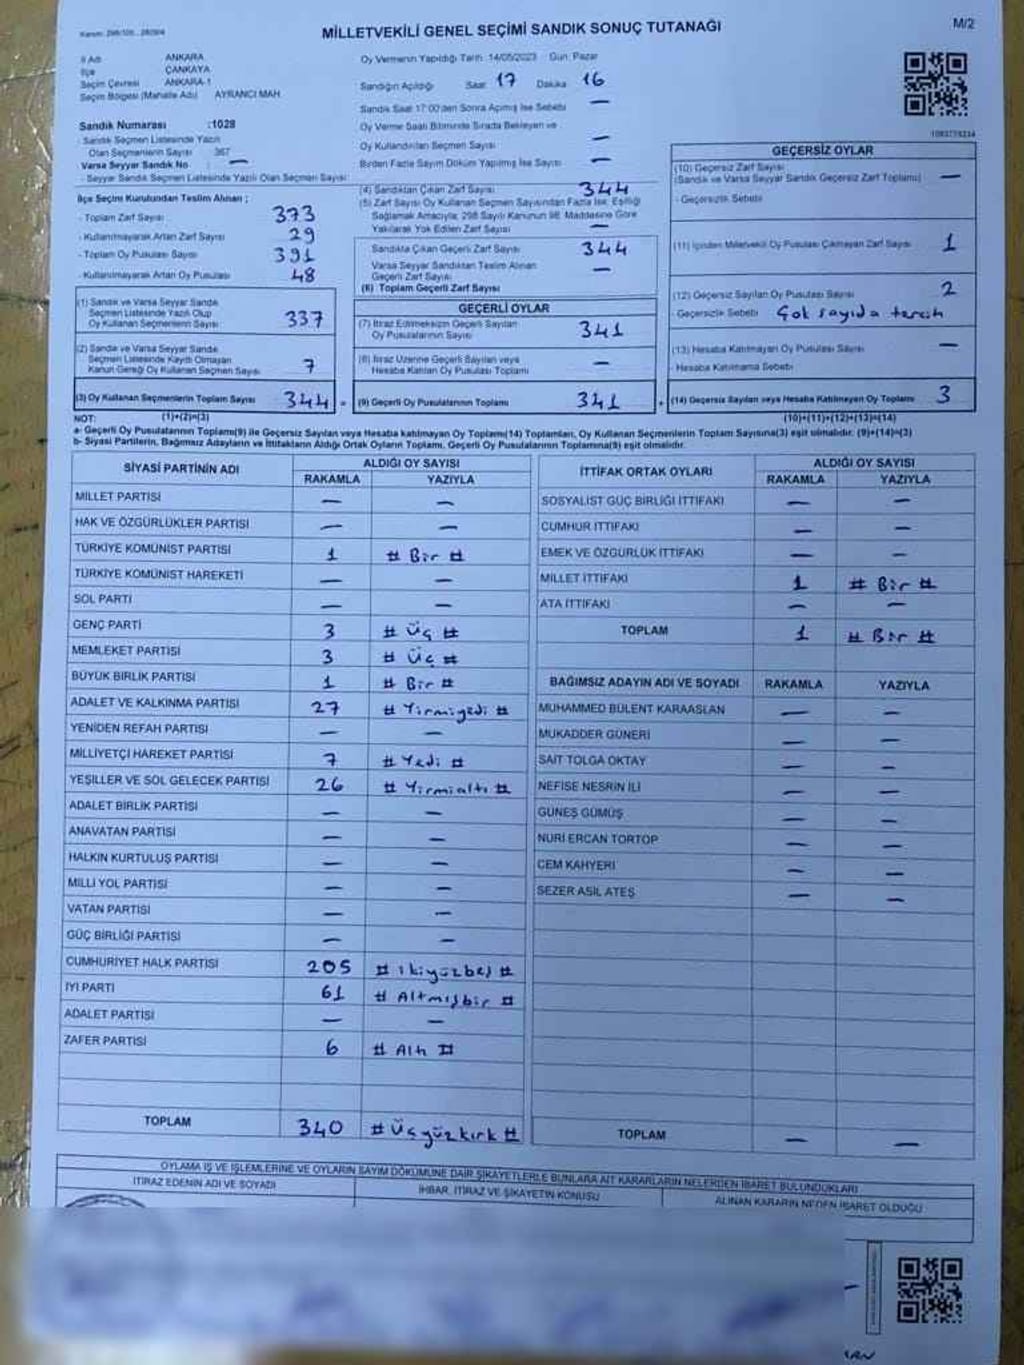 MİLLETVEKİLİ GENEL SEÇİMİ SANDIK SONUÇ TUTANAĞI
M/2
İl Adı ANKARA
İlçe ÇANKAYA
Seçim Çevresi ANKARA-1
Seçim Bölgesi (Mahalle Adı) AYRANCI MAH
Sandık Numarası :1028
Sandık Seçmen Listesinde Yazılı
Olan Seçmenlerin Sayısı 367
Varsa Seyyar Sandık No : —
- Seyyar Sandık Seçmen Listesinde Yazılı Olan Seçmen Sayısı
İlçe Seçim Kurulundan Teslim Alınan ;
- Toplam Zarf Sayısı 373
- Kullanılmayarak Artan Zarf Sayısı 29
- Toplam Oy Pusulası Sayısı 391
- Kullanılmayarak Artan Oy Pusulası 48
(1) Sandık ve Varsa Seyyar Sandık
Seçmen Listesinde Yazılı Olup
Oy Kullanan Seçmenlerin Sayısı 337
(2) Sandık ve Varsa Seyyar Sandık
Seçmen Listesinde Kayıtlı Olmayan
Kanun Gereği Oy Kullanan Seçmen Sayısı 7
(3) Oy Kullanan Seçmenlerin Toplam Sayısı 344 =
Oy Vermenin Yapıldığı Tarih: 14/05/2023 Gün: Pazar
Sandığın Açıldığı Saat 17 Dakika 16
Sandık Saat 17:00'den Sonra Açılmış İse Sebebi —
Oy Verme Saati Bitiminde Sırada Bekleyen ve
Oy Kullandırılan Seçmen Sayısı —
Birden Fazla Sayım Döküm Yapılmış İse Sayısı —
(4) Sandıktan Çıkan Zarf Sayısı 344
(5) Zarf Sayısı Oy Kullanan Seçmen Sayısından Fazla İse, Eşitliği
Sağlamak Amacıyla; 298 Sayılı Kanunun 98. Maddesine Göre
Yakılarak Yok Edilen Zarf Sayısı —
Sandıkta Çıkan Geçerli Zarf Sayısı 344
Varsa Seyyar Sandıktan Teslim Alınan
Geçerli Zarf Sayısı —
(6) Toplam Geçerli Zarf Sayısı
GEÇERLİ OYLAR
(7) İtiraz Edilmeksizin Geçerli Sayılan
Oy Pusulalarının Sayısı 341
(8) İtiraz Üzerine Geçerli Sayılan veya
Hesaba Katılan Oy Pusulası Toplamı —
(9) Geçerli Oy Pusulalarının Toplamı 341 +
1093775234
GEÇERSİZ OYLAR
(10) Geçersiz Zarf Sayısı
(Sandık ve Varsa Seyyar Sandık Geçersiz Zarf Toplamı) —
- Geçersizlik Sebebi
(11) İçinden Milletvekili Oy Pusulası Çıkmayan Zarf Sayısı 1
(12) Geçersiz Sayılan Oy Pusulası Sayısı 2
- Geçersizlik Sebebi Çok sayıda tercih
(13) Hesaba Katılmayan Oy Pusulası Sayısı —
- Hesaba Katılmama Sebebi
(14) Geçersiz Sayılan veya Hesaba Katılmayan Oy Toplamı 3
NOT: (1)+(2)=(3) (10)+(11)+(12)+(13)=(14)
a- Geçerli Oy Pusulalarının Toplamı(9) ile Geçersiz Sayılan veya Hesaba katılmayan Oy Toplamı(14) Toplamları, Oy Kullanan Seçmenlerin Toplam Sayısına(3) eşit olmalıdır. (9)+(14)=(3)
b- Siyasi Partilerin, Bağımsız Adayların ve İttifakların Aldığı Ortak Oyların Toplamı, Geçerli Oy Pusulalarının Toplamına(9) eşit olmalıdır.
SİYASİ PARTİNİN ADI ALDIĞI OY SAYISI
RAKAMLA YAZIYLA
MİLLET PARTİSİ — —
HAK VE ÖZGÜRLÜKLER PARTİSİ — —
TÜRKİYE KOMÜNİST PARTİSİ 1 # Bir #
TÜRKİYE KOMÜNİST HAREKETİ — —
SOL PARTİ — —
GENÇ PARTİ 3 # Üç #
MEMLEKET PARTİSİ 3 # Üç #
BÜYÜK BİRLİK PARTİSİ 1 # Bir #
ADALET VE KALKINMA PARTİSİ 27 # Yirmiyedi #
YENİDEN REFAH PARTİSİ — —
MİLLİYETÇİ HAREKET PARTİSİ 7 # Yedi #
YEŞİLLER VE SOL GELECEK PARTİSİ 26 # Yirmialtı #
ADALET BİRLİK PARTİSİ — —
ANAVATAN PARTİSİ — —
HALKIN KURTULUŞ PARTİSİ — —
MİLLİ YOL PARTİSİ — —
VATAN PARTİSİ — —
GÜÇ BİRLİĞİ PARTİSİ — —
CUMHURİYET HALK PARTİSİ 205 # ikiyüzbeş #
İYİ PARTİ 61 # Altmışbir #
ADALET PARTİSİ — —
ZAFER PARTİSİ 6 # Altı #
TOPLAM 340 # Üçyüzkırk #
İTTİFAK ORTAK OYLARI ALDIĞI OY SAYISI
RAKAMLA YAZIYLA
SOSYALİST GÜÇ BİRLİĞİ İTTİFAKI — —
CUMHUR İTTİFAKI — —
EMEK VE ÖZGÜRLÜK İTTİFAKI — —
MİLLET İTTİFAKI 1 # Bir #
ATA İTTİFAKI — —
TOPLAM 1 # Bir #
BAĞIMSIZ ADAYIN ADI VE SOYADI RAKAMLA YAZIYLA
MUHAMMED BÜLENT KARAASLAN — —
MUKADDER GÜNERİ — —
SAİT TOLGA OKTAY — —
NEFİSE NESRİN İLİ — —
GÜNEŞ GÜMÜŞ — —
NURİ ERCAN TORTOP — —
CEM KAHYERİ — —
SEZER ASİL ATEŞ — —
TOPLAM — —
OYLAMA İŞ VE İŞLEMLERİNE VE OYLARIN SAYIM DÖKÜMÜNE DAİR ŞİKAYETLERLE BUNLARA AİT KARARLARIN NELERDEN İBARET BULUNDUKLARI
İTİRAZ EDENİN ADI VE SOYADI
İHBAR, İTİRAZ VE ŞİKAYETİN KONUSU
ALINAN KARARIN NEDEN İBARET OLDUĞU